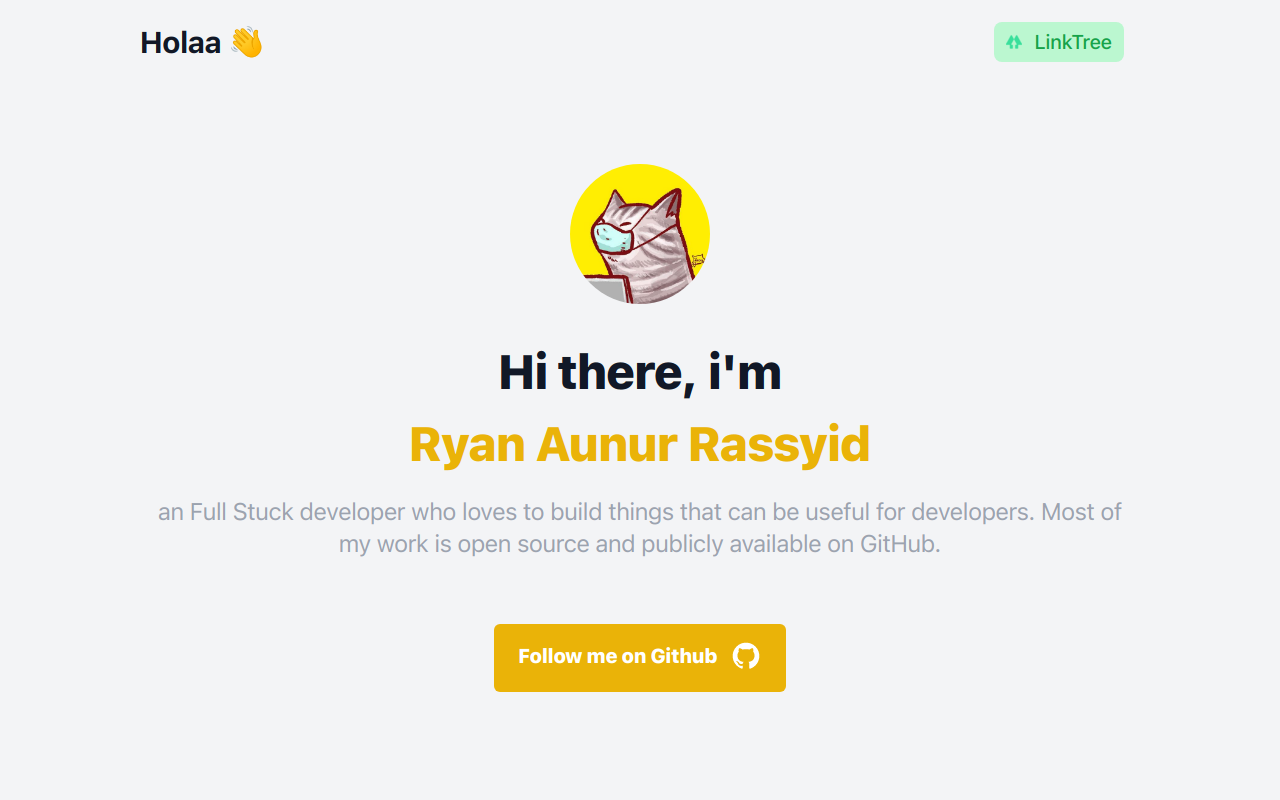 Holaa 👋
LinkTree
Hi there, i'm
Ryan Aunur Rassyid
an Full Stuck developer who loves to build things that can be useful for developers. Most of
my work is open source and publicly available on GitHub.
Follow me on Github